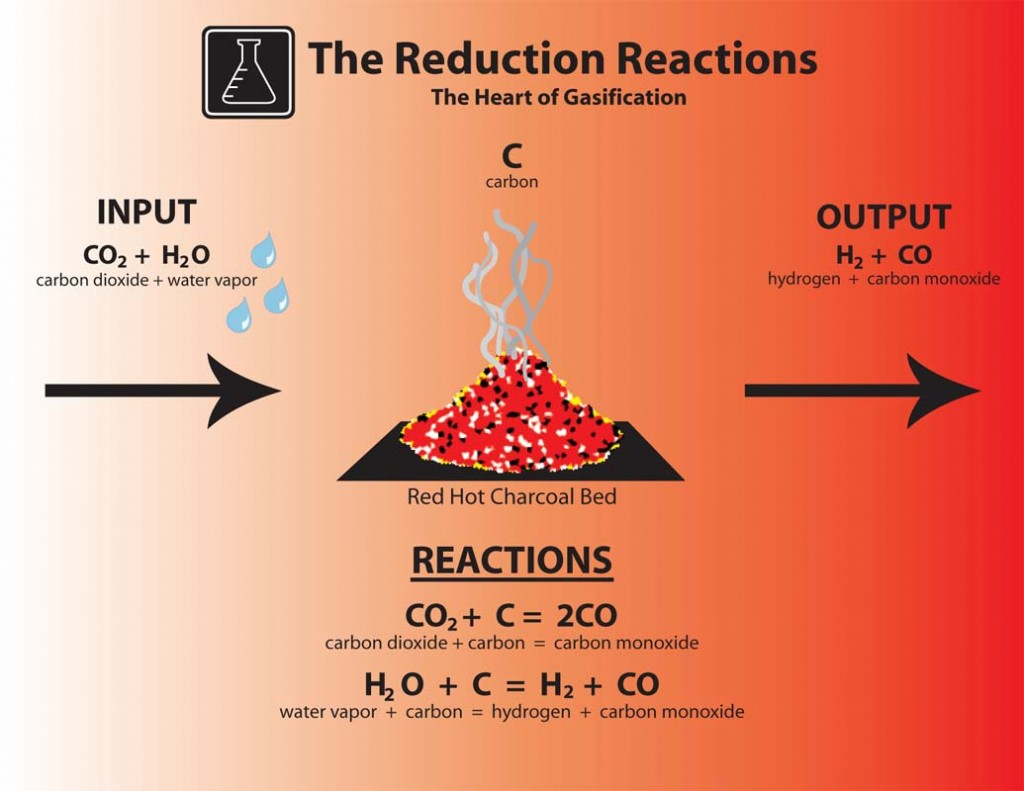 The Reduction Reactions
The Heart of Gasification
C
carbon
INPUT
CO₂ + H₂O
carbon dioxide + water vapor
OUTPUT
H₂ + CO
hydrogen + carbon monoxide
Red Hot Charcoal Bed
REACTIONS
CO₂ + C = 2CO
carbon dioxide + carbon = carbon monoxide
H₂O + C = H₂ + CO
water vapor + carbon = hydrogen + carbon monoxide